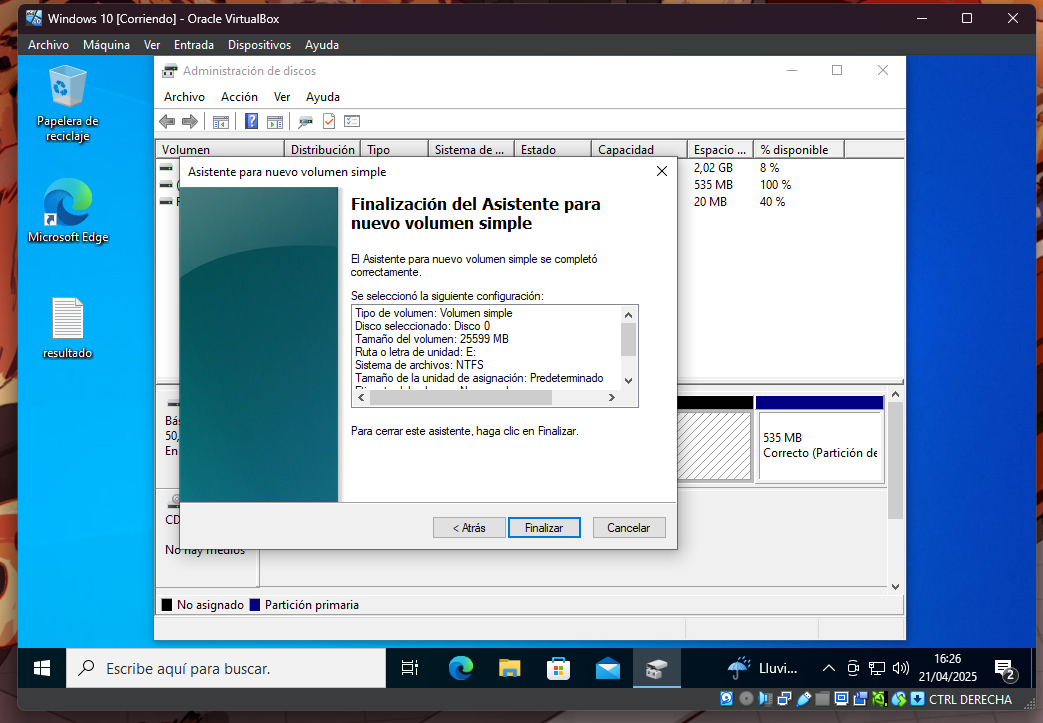 Windows 10 [Corriendo] - Oracle VirtualBox
Archivo Máquina Ver Entrada Dispositivos Ayuda
Papelera de
reciclaje
Microsoft Edge
resultado
Administración de discos
Archivo Acción Ver Ayuda
Volumen Distribución Tipo Sistema de ... Estado Capacidad Espacio ... % disponible
2,02 GB 8 %
535 MB 100 %
20 MB 40 %
Asistente para nuevo volumen simple
Finalización del Asistente para
nuevo volumen simple
El Asistente para nuevo volumen simple se completó
correctamente.
Se seleccionó la siguiente configuración:
Tipo de volumen: Volumen simple
Disco seleccionado: Disco 0
Tamaño del volumen: 25599 MB
Ruta o letra de unidad: E:
Sistema de archivos: NTFS
Tamaño de la unidad de asignación: Predeterminado
Para cerrar este asistente, haga clic en Finalizar.
< Atrás Finalizar Cancelar
Bás
50,
En
535 MB
Correcto (Partición de
CD
No hay medios
No asignado Partición primaria
Escribe aquí para buscar.
Lluvi...
16:26
21/04/2025
2
CTRL DERECHA